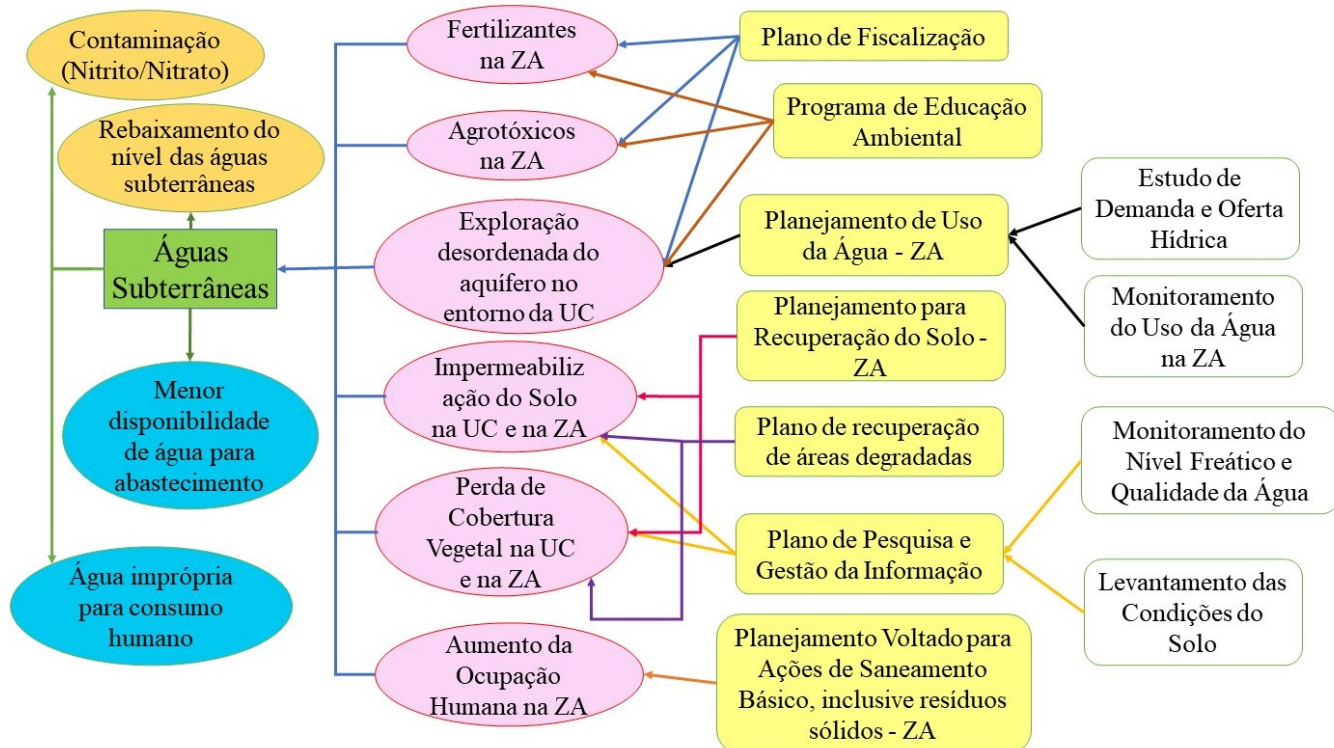 Contaminação
(Nitrito/Nitrato)
Rebaixamento do
nível das águas
subterrâneas
Águas
Subterrâneas
Menor
disponibilidade
de água para
abastecimento
Água imprópria
para consumo
humano
Fertilizantes
na ZA
Agrotóxicos
na ZA
Exploração
desordenada do
aquífero no
entorno da UC
Impermeabiliz
ação do Solo
na UC e na ZA
Perda de
Cobertura
Vegetal na UC
e na ZA
Aumento da
Ocupação
Humana na ZA
Plano de Fiscalização
Programa de Educação
Ambiental
Planejamento de Uso
da Água - ZA
Planejamento para
Recuperação do Solo -
ZA
Plano de recuperação
de áreas degradadas
Plano de Pesquisa e
Gestão da Informação
Planejamento Voltado para
Ações de Saneamento
Básico, inclusive resíduos
sólidos - ZA
Estudo de
Demanda e Oferta
Hídrica
Monitoramento
do Uso da Água
na ZA
Monitoramento do
Nível Freático e
Qualidade da Água
Levantamento das
Condições do
Solo